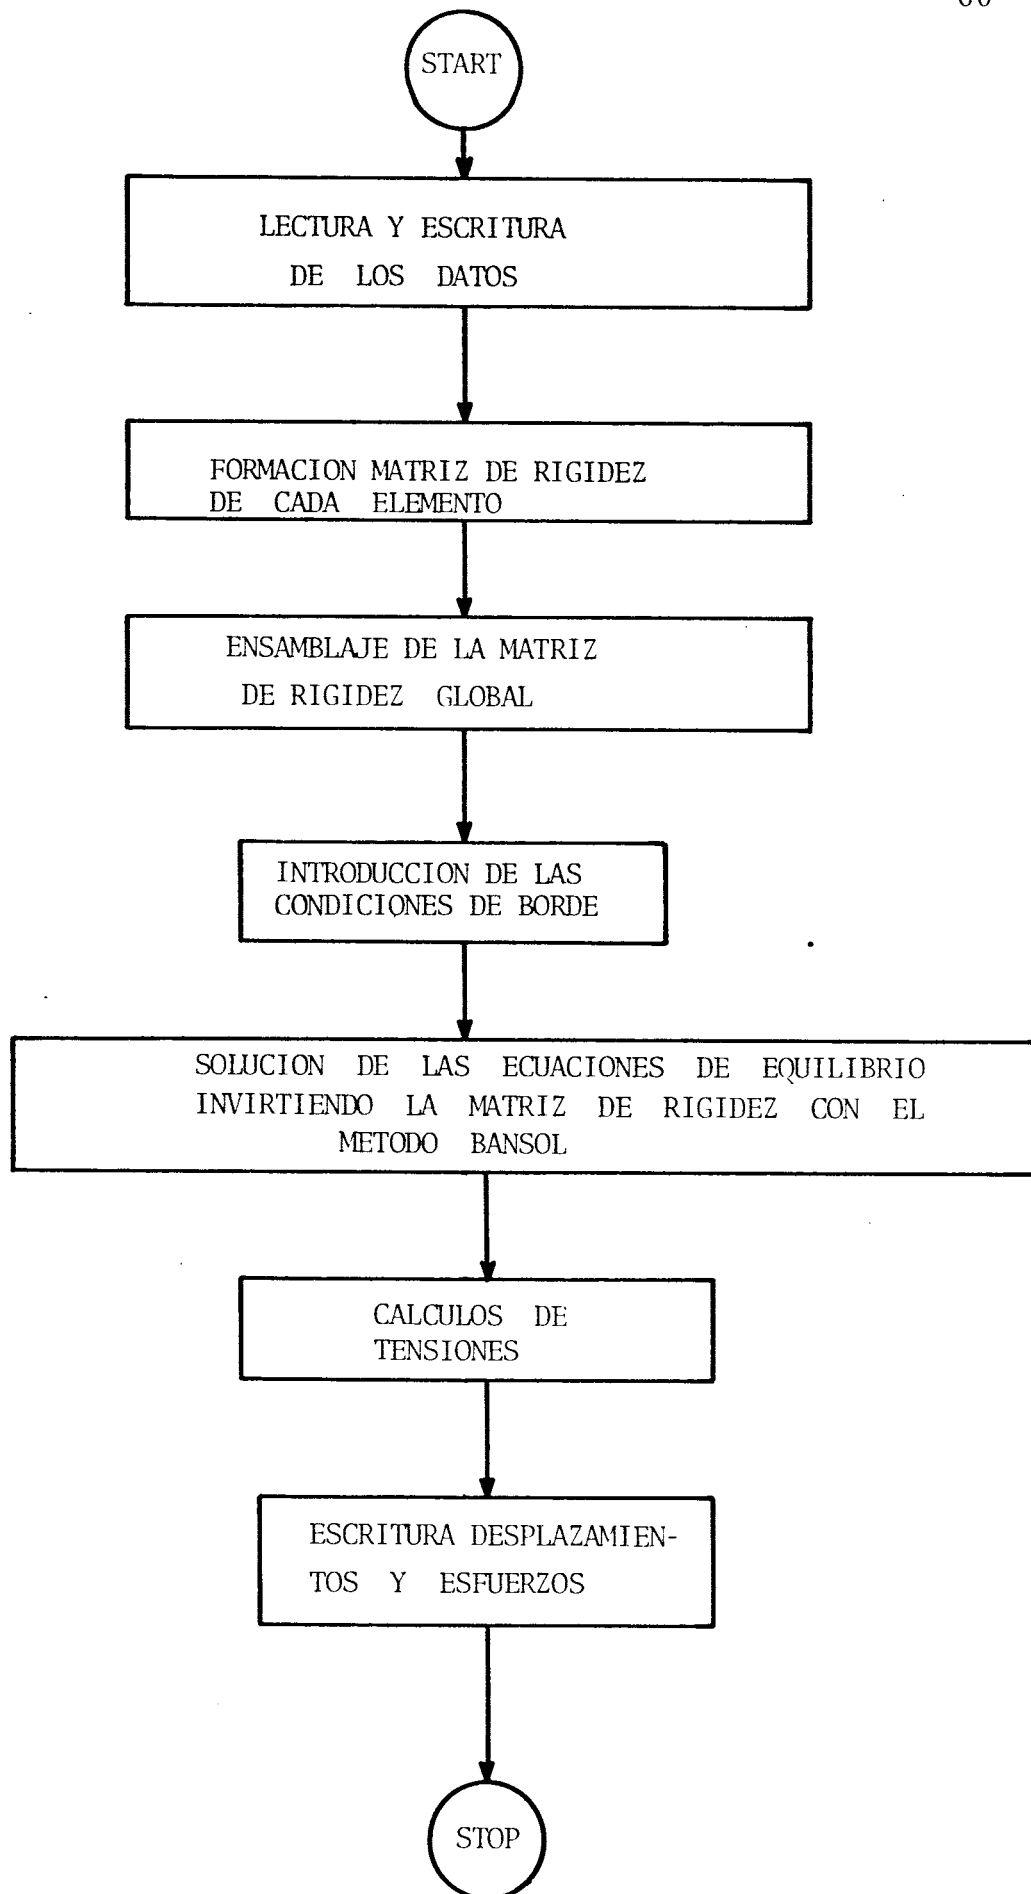 START
LECTURA Y ESCRITURA
DE LOS DATOS
FORMACION MATRIZ DE RIGIDEZ
DE CADA ELEMENTO
ENSAMBLAJE DE LA MATRIZ
DE RIGIDEZ GLOBAL
INTRODUCCION DE LAS
CONDICIONES DE BORDE
SOLUCION DE LAS ECUACIONES DE EQUILIBRIO
INVIRTIENDO LA MATRIZ DE RIGIDEZ CON EL
METODO BANSOL
CALCULOS DE
TENSIONES
ESCRITURA DESPLAZAMIEN-
TOS Y ESFUERZOS
STOP